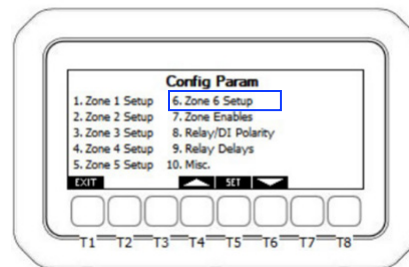 Config Param
1. Zone 1 Setup
2. Zone 2 Setup
3. Zone 3 Setup
4. Zone 4 Setup
5. Zone 5 Setup
6. Zone 6 Setup
7. Zone Enables
8. Relay/DI Polarity
9. Relay Delays
10. Misc.
EXIT SET
T1 T2 T3 T4 T5 T6 T7 T8